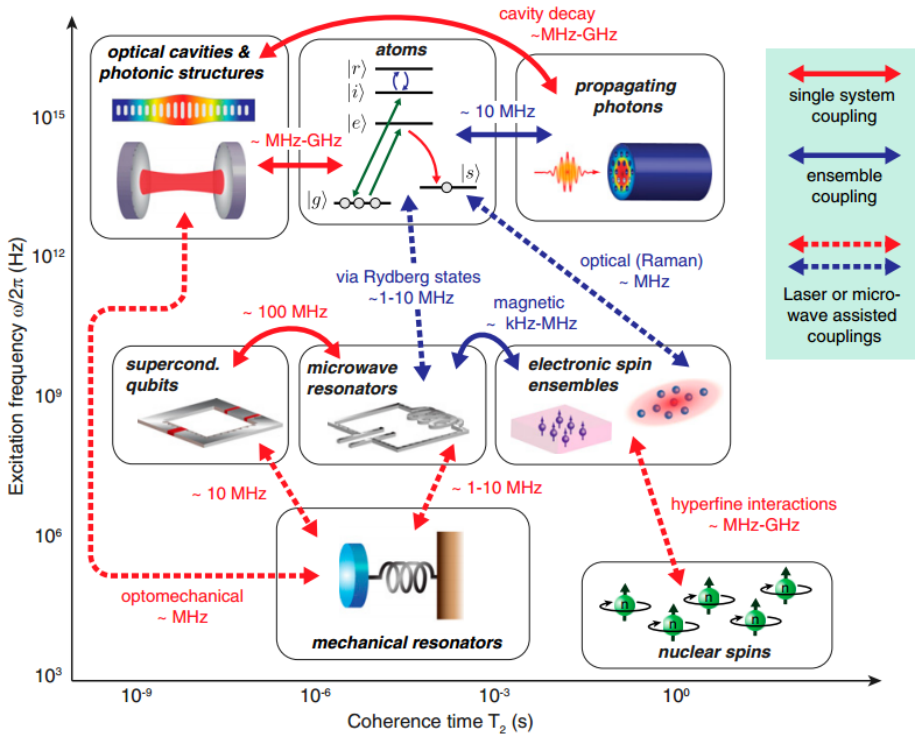 cavity decay
~MHz-GHz
optical cavities &
photonic structures
atoms
|r⟩
|i⟩
|e⟩
|s⟩
|g⟩
propagating
photons
~ MHz-GHz
~ 10 MHz
single system
coupling
ensemble
coupling
Laser or micro-
wave assisted
couplings
via Rydberg states
~1-10 MHz
optical (Raman)
~ MHz
~ 100 MHz
magnetic
~ kHz-MHz
supercond.
qubits
microwave
resonators
electronic spin
ensembles
~ 10 MHz
~ 1-10 MHz
hyperfine interactions
~ MHz-GHz
optomechanical
~ MHz
mechanical resonators
n
n
n
n
n
nuclear spins
Excitation frequency ω/2π (Hz)
10¹⁵
10¹²
10⁹
10⁶
10³
10⁻⁹
10⁻⁶
10⁻³
10⁰
Coherence time T₂ (s)